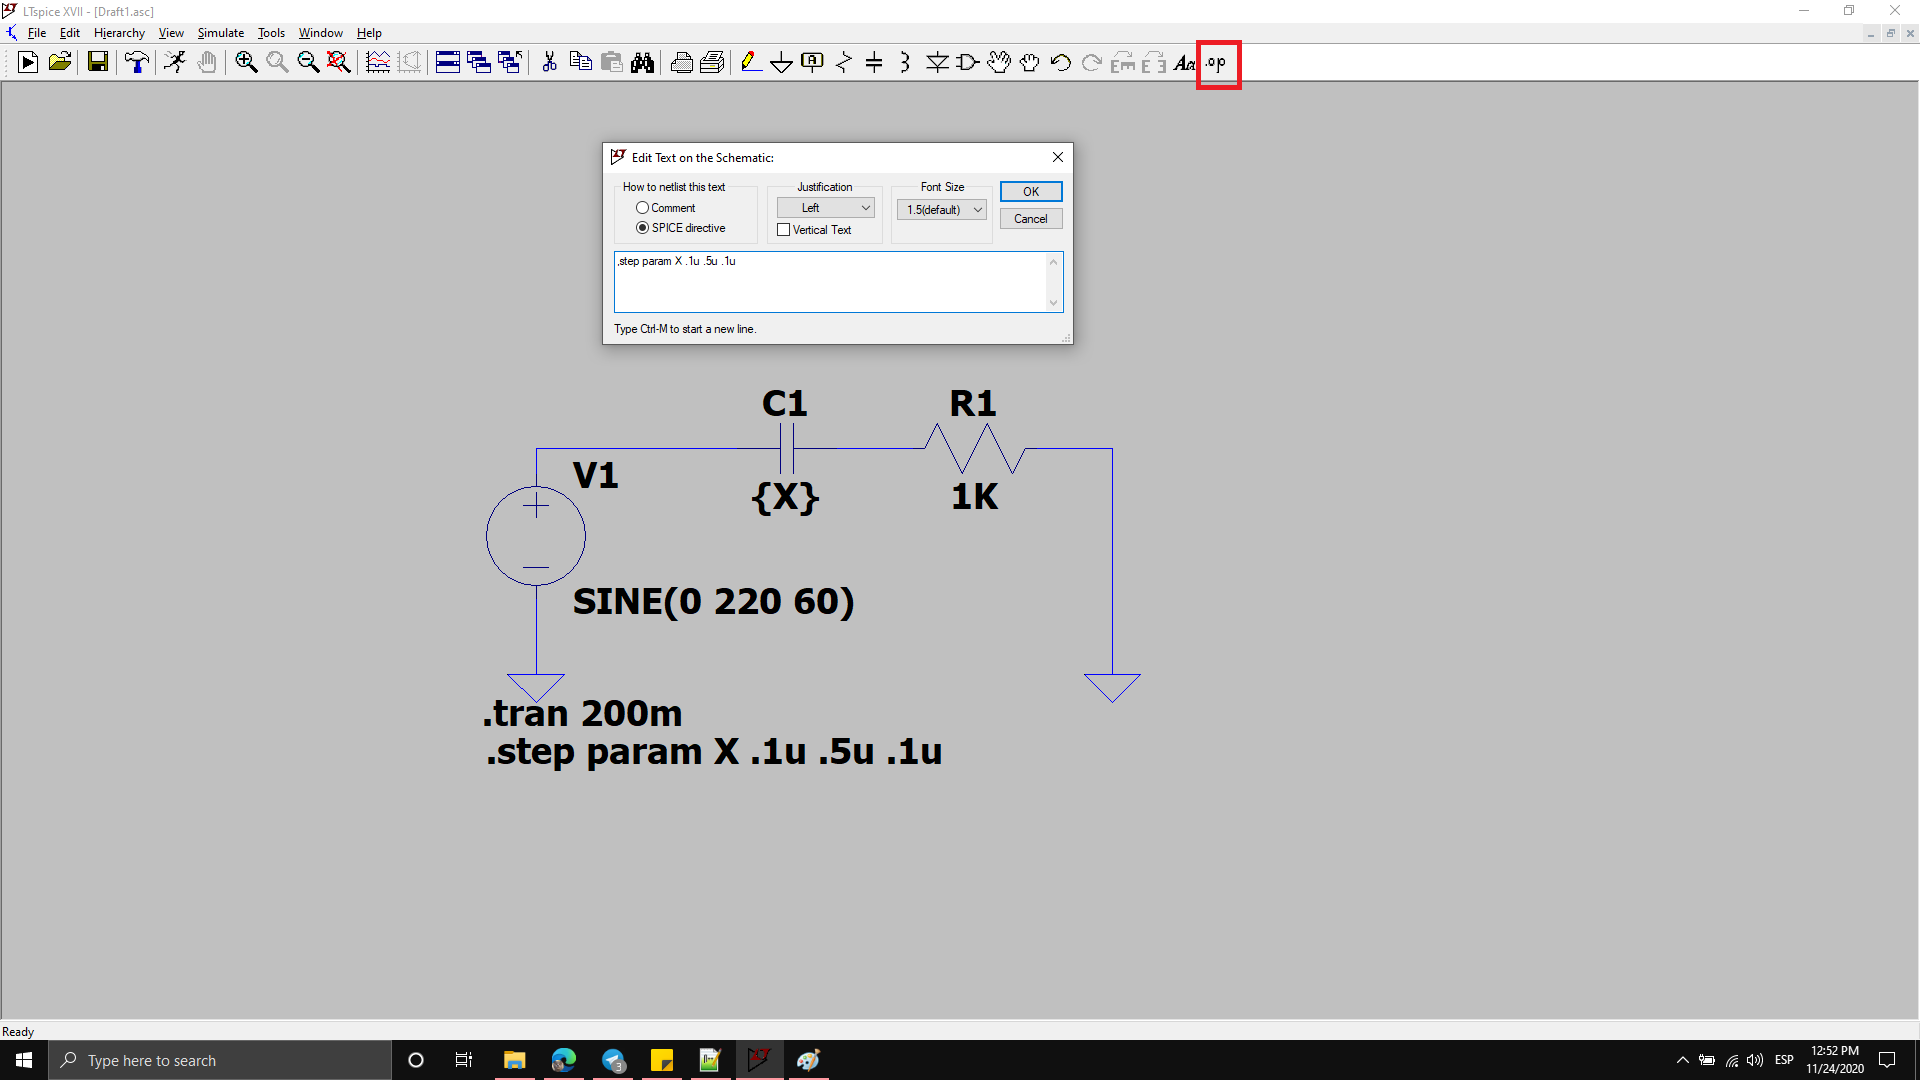 LTspice XVII - [Draft1.asc]
File Edit Hierarchy View Simulate Tools Window Help
Aa .op
Edit Text on the Schematic:
How to netlist this text
Comment
SPICE directive
Justification
Left
Vertical Text
Font Size
1.5(default)
OK
Cancel
.step param X .1u .5u .1u
Type Ctrl-M to start a new line.
C1
R1
V1
{X}
1K
SINE(0 220 60)
.tran 200m
.step param X .1u .5u .1u
Ready
Type here to search
3
ESP
12:52 PM
11/24/2020